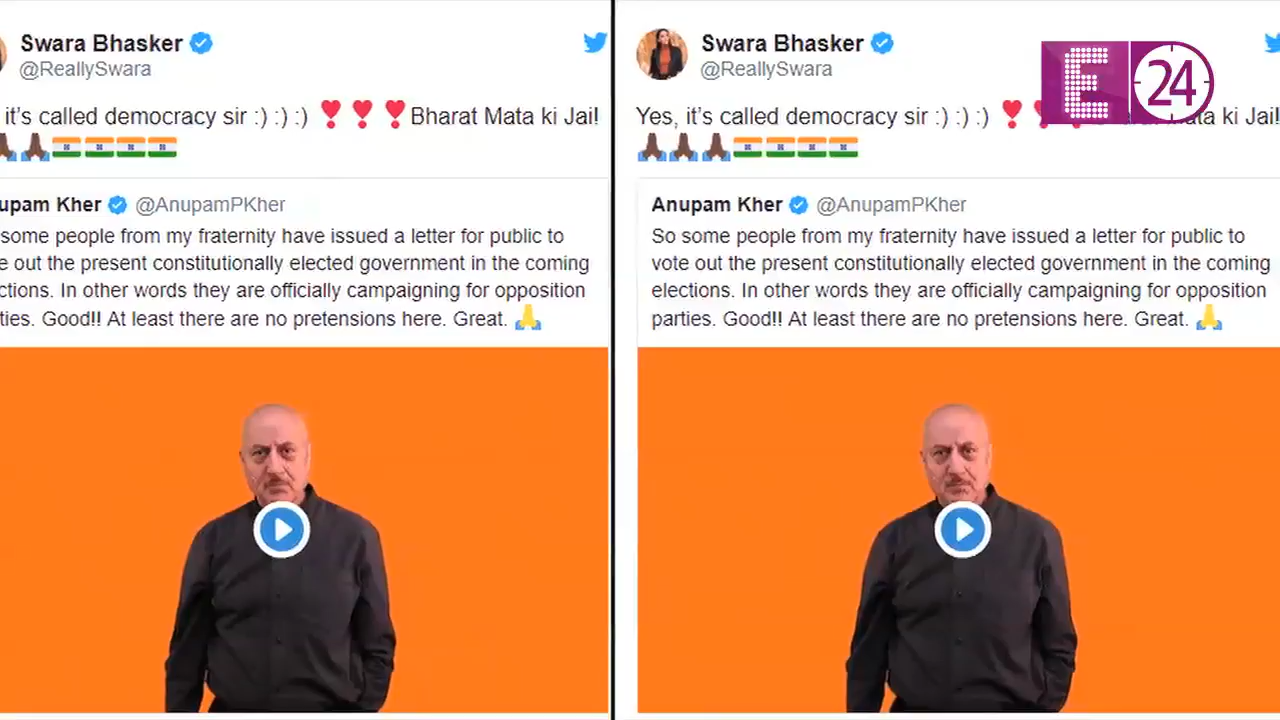 Swara Bhasker
@ReallySwara
it’s called democracy sir :) :) :) ❣❣❣Bharat Mata ki Jai!
upam Kher @AnupamPKher
some people from my fraternity have issued a letter for public to
e out the present constitutionally elected government in the coming
ctions. In other words they are officially campaigning for opposition
ties. Good!! At least there are no pretensions here. Great. 🙏
Swara Bhasker
@ReallySwara
Yes, it’s called democracy sir :) :) :) ❣ ta ki Jai!
Anupam Kher @AnupamPKher
So some people from my fraternity have issued a letter for public to
vote out the present constitutionally elected government in the coming
elections. In other words they are officially campaigning for opposition
parties. Good!! At least there are no pretensions here. Great. 🙏
E 24